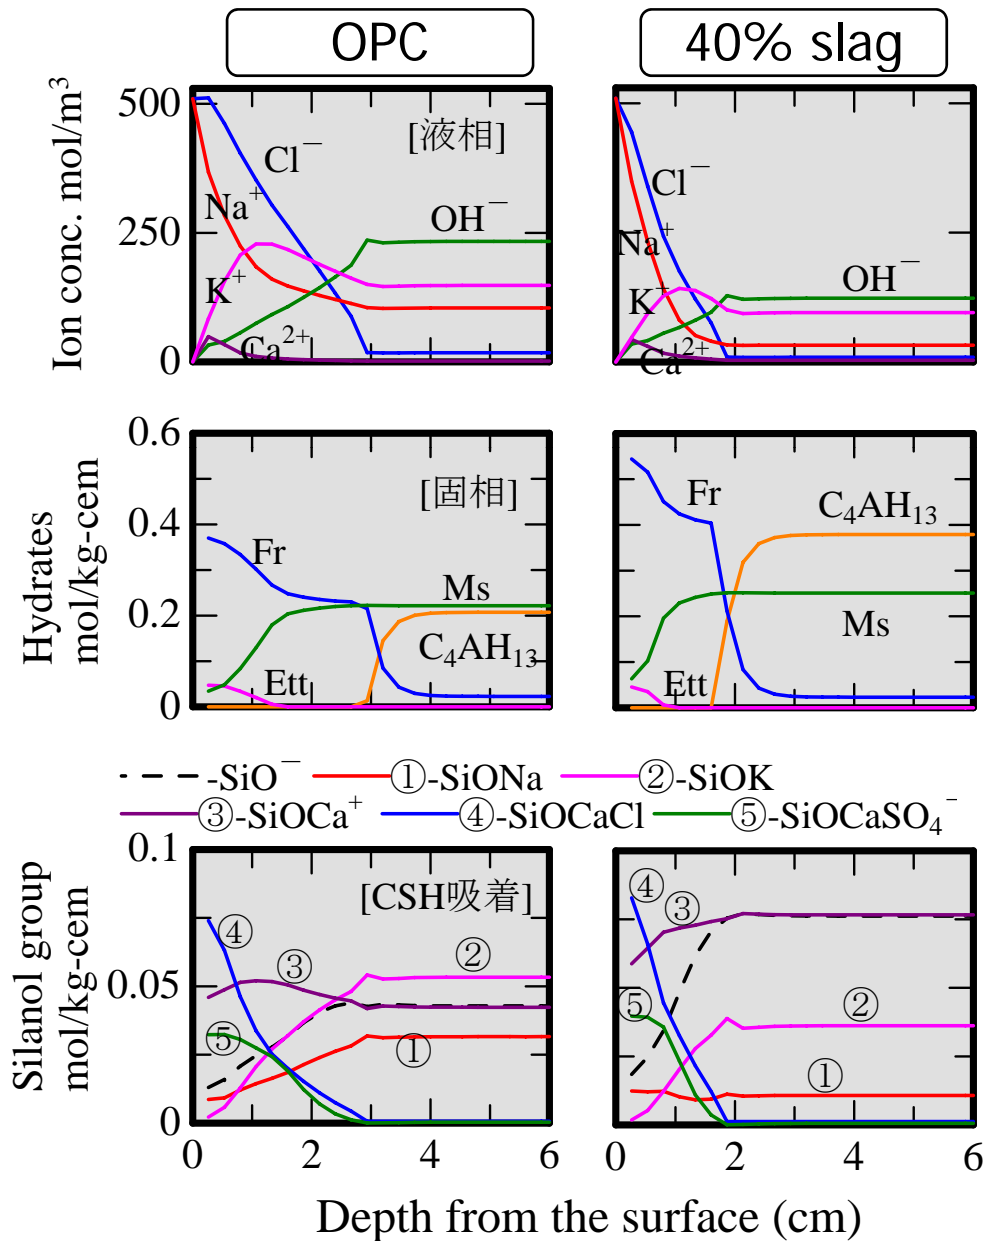 OPC
40% slag
Ion conc. mol/m³
500
250
0
[液相]
Cl⁻
Na⁺
OH⁻
K⁺
Ca²⁺
Cl⁻
Na⁺
OH⁻
K⁺
Ca²⁺
Hydrates
mol/kg-cem
0.6
0.4
0.2
0
[固相]
Fr
Ms
C₄AH₁₃
Ett
Fr
C₄AH₁₃
Ms
Ett
-SiO⁻ ①-SiONa ②-SiOK
③-SiOCa⁺ ④-SiOCaCl ⑤-SiOCaSO₄⁻
Silanol group
mol/kg-cem
0.1
0.05
0
[CSH吸着]
④
③
②
⑤
①
④
③
⑤
②
①
0 2 4 6
0 2 4 6
Depth from the surface (cm)